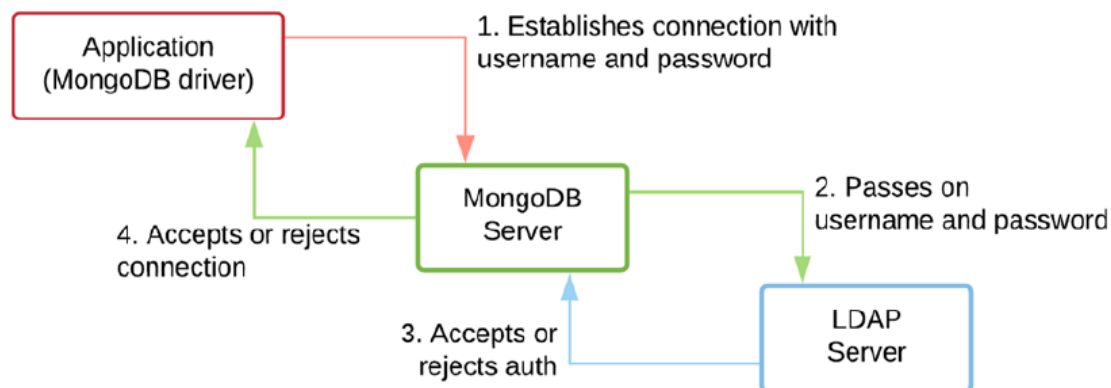 Application
(MongoDB driver)
1. Establishes connection with
username and password
MongoDB
Server
2. Passes on
username and password
4. Accepts or rejects
connection
3. Accepts or
rejects auth
LDAP
Server